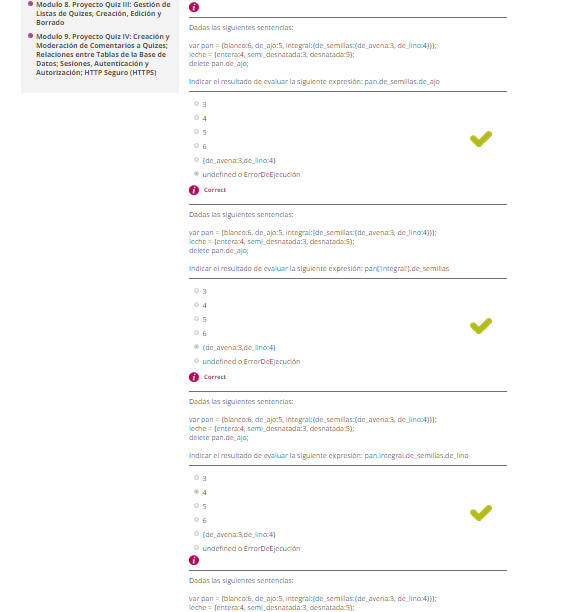 Modulo 8. Proyecto Quiz III: Gestión de
Listas de Quizes, Creación, Edición y
Borrado
Modulo 9. Proyecto Quiz IV: Creación y
Moderación de Comentarios a Quizes;
Relaciones entre Tablas de la Base de
Datos; Sesiones, Autenticación y
Autorización; HTTP Seguro (HTTPS)
Dadas las siguientes sentencias:
var pan = {blanco:6, de_ajo:5, integral:{de_semillas:{de_avena:3, de_lino:4}}};
leche = {entera:4, semi_desnatada:3, desnatada:5};
delete pan.de_ajo;
Indicar el resultado de evaluar la siguiente expresión: pan.de_semillas.de_ajo
3
4
5
6
{de_avena:3,de_lino:4}
undefined o ErrorDeEjecución
Correct
Dadas las siguientes sentencias:
var pan = {blanco:6, de_ajo:5, integral:{de_semillas:{de_avena:3, de_lino:4}}};
leche = {entera:4, semi_desnatada:3, desnatada:5};
delete pan.de_ajo;
Indicar el resultado de evaluar la siguiente expresión: pan['integral'].de_semillas
3
4
5
6
{de_avena:3,de_lino:4}
undefined o ErrorDeEjecución
Correct
Dadas las siguientes sentencias:
var pan = {blanco:6, de_ajo:5, integral:{de_semillas:{de_avena:3, de_lino:4}}};
leche = {entera:4, semi_desnatada:3, desnatada:5};
delete pan.de_ajo;
Indicar el resultado de evaluar la siguiente expresión: pan.integral.de_semillas.de_lino
3
4
5
6
{de_avena:3,de_lino:4}
undefined o ErrorDeEjecución
Dadas las siguientes sentencias:
var pan = {blanco:6, de_ajo:5, integral:{de_semillas:{de_avena:3, de_lino:4}}};
leche = {entera:4, semi_desnatada:3, desnatada:5};